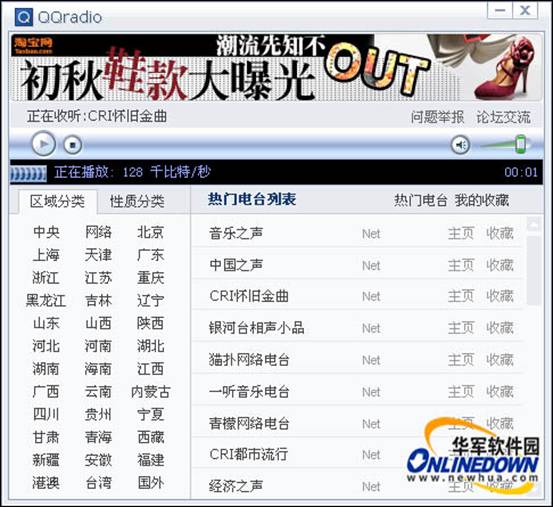 QQradio
淘宝网
Taobao.com
潮流先知不OUT
初秋鞋款大曝光
正在收听:CRI怀旧金曲 问题举报 论坛交流
正在播放: 128 千比特/秒 00:01
区域分类 性质分类 热门电台列表 热门电台 我的收藏
中央 网络 北京 音乐之声 Net 主页 收藏
上海 天津 广东 中国之声 Net 主页 收藏
浙江 江苏 重庆 CRI怀旧金曲 Net 主页 收藏
黑龙江 吉林 辽宁 银河台相声小品 Net 主页 收藏
山东 山西 陕西 猫扑网络电台 Net 主页 收藏
河北 河南 湖北 一听音乐电台 Net 主页 收藏
湖南 海南 江西 青檬网络电台 Net 主页 收藏
广西 云南 内蒙古 CRI都市流行 Net 主页 收藏
四川 贵州 宁夏 经济之声 Net 主页 收藏
甘肃 青海 西藏
新疆 安徽 福建
港澳 台湾 国外
华军软件园
ONLINEDOWN
www.newhua.com